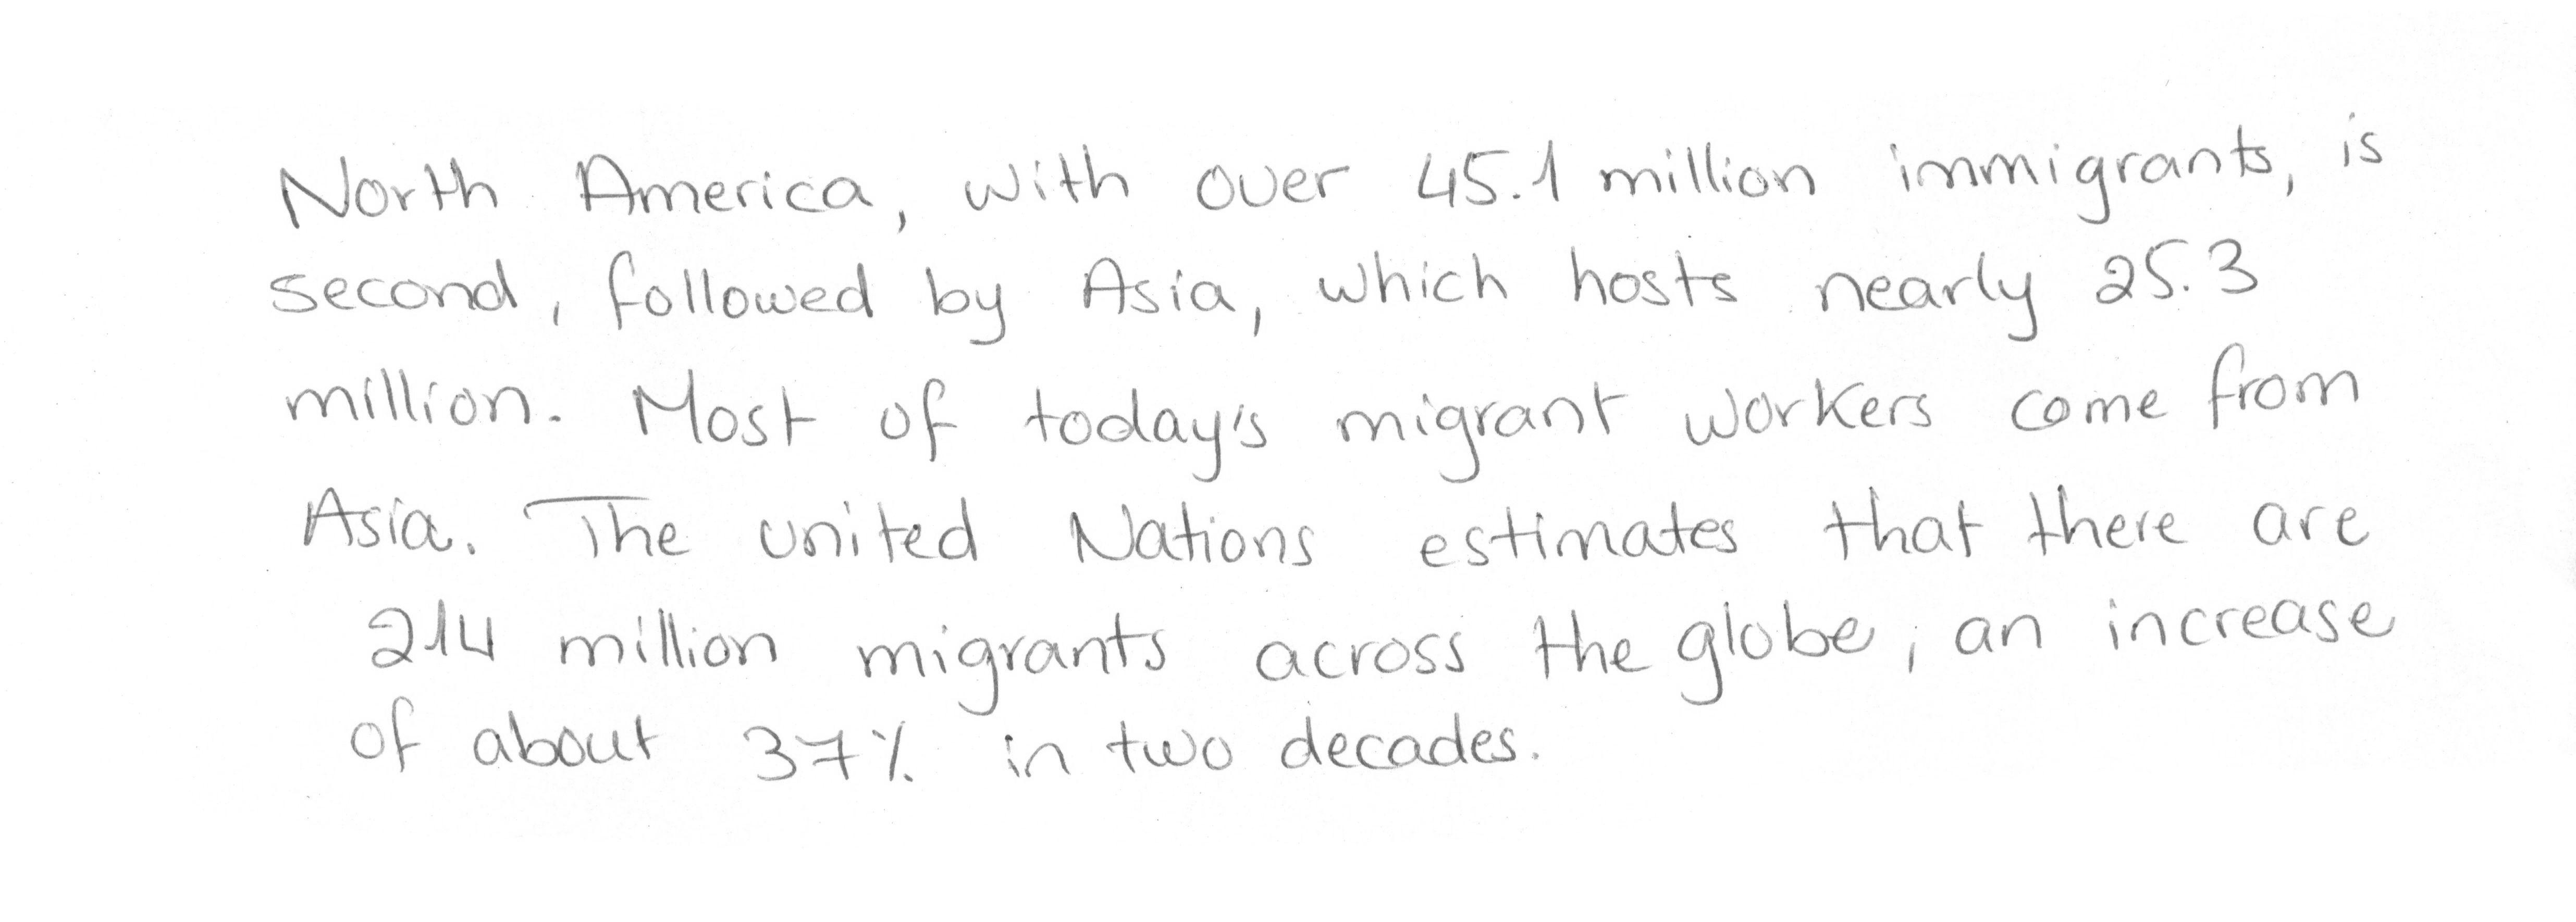 North America, with over 45.1 million immigrants, is
second, followed by Asia, which hosts nearly 25.3
million. Most of today's migrant workers come from
Asia. The united Nations estimates that there are
214 million migrants across the globe, an increase
of about 37% in two decades.